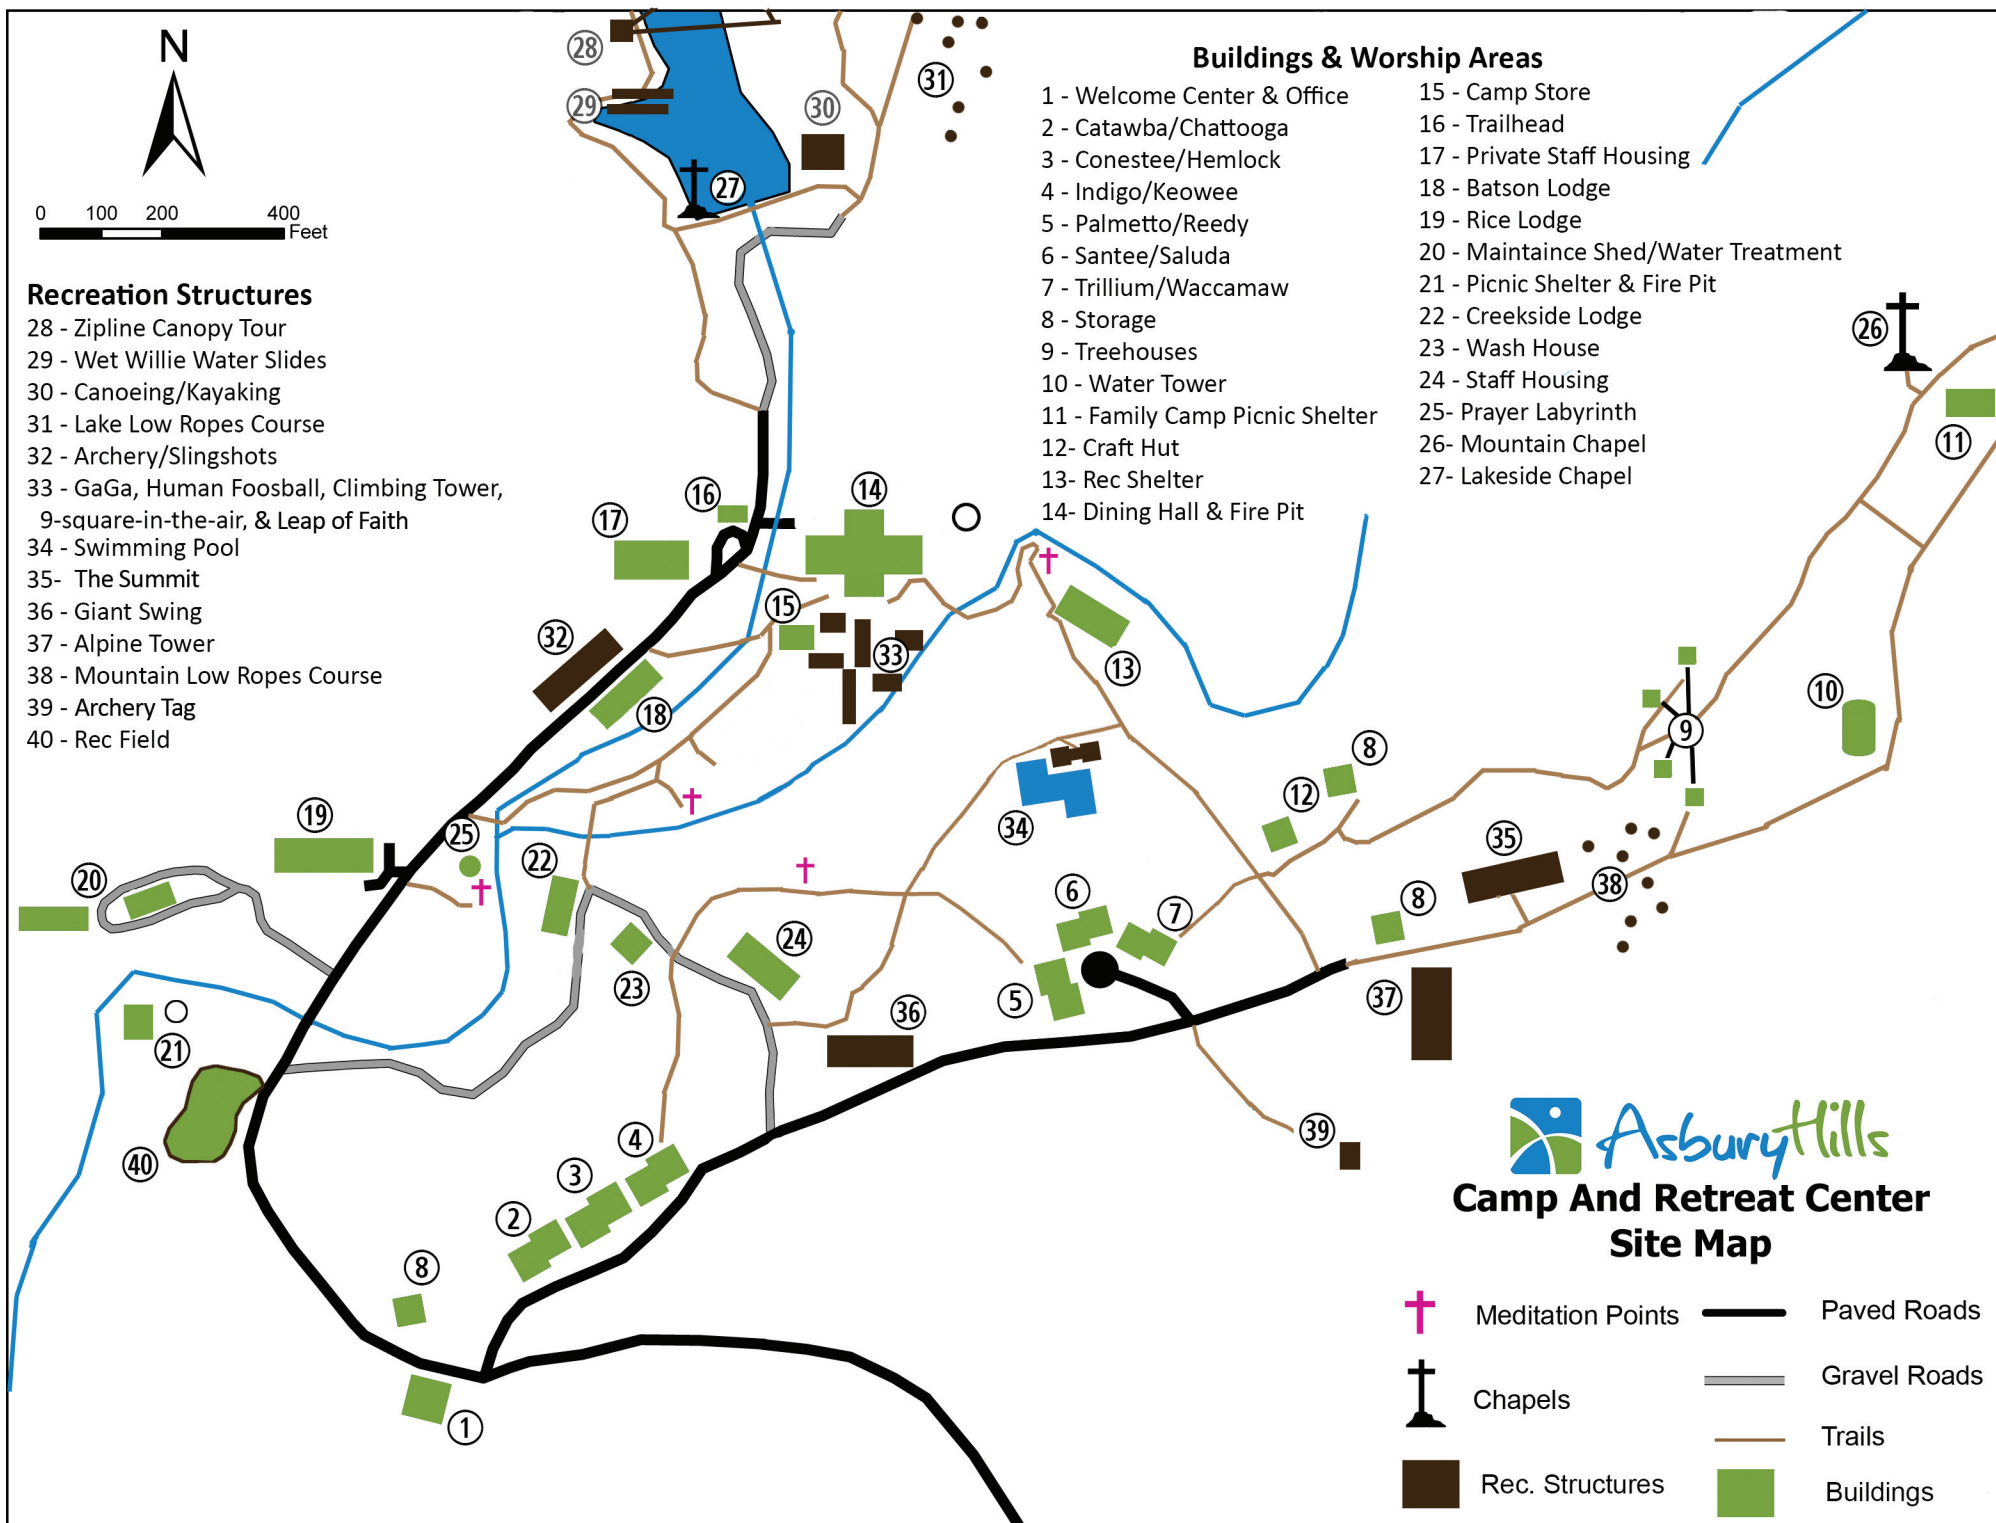 N
0 100 200 400
Feet
Recreation Structures
28 - Zipline Canopy Tour
29 - Wet Willie Water Slides
30 - Canoeing/Kayaking
31 - Lake Low Ropes Course
32 - Archery/Slingshots
33 - GaGa, Human Foosball, Climbing Tower,
9-square-in-the-air, & Leap of Faith
34 - Swimming Pool
35- The Summit
36 - Giant Swing
37 - Alpine Tower
38 - Mountain Low Ropes Course
39 - Archery Tag
40 - Rec Field
Buildings & Worship Areas
1 - Welcome Center & Office
2 - Catawba/Chattooga
3 - Conestee/Hemlock
4 - Indigo/Keowee
5 - Palmetto/Reedy
6 - Santee/Saluda
7 - Trillium/Waccamaw
8 - Storage
9 - Treehouses
10 - Water Tower
11 - Family Camp Picnic Shelter
12- Craft Hut
13- Rec Shelter
14- Dining Hall & Fire Pit
15 - Camp Store
16 - Trailhead
17 - Private Staff Housing
18 - Batson Lodge
19 - Rice Lodge
20 - Maintaince Shed/Water Treatment
21 - Picnic Shelter & Fire Pit
22 - Creekside Lodge
23 - Wash House
24 - Staff Housing
25- Prayer Labyrinth
26- Mountain Chapel
27- Lakeside Chapel
28
29
31
30
27
26
11
16
14
17
15
32
33
13
18
10
9
8
12
34
35
19
25
22
20
38
6
8
7
24
23
5
37
36
21
39
4
40
3
2
8
1
Asbury Hills
Camp And Retreat Center
Site Map
Meditation Points
Paved Roads
Chapels
Gravel Roads
Trails
Rec. Structures
Buildings